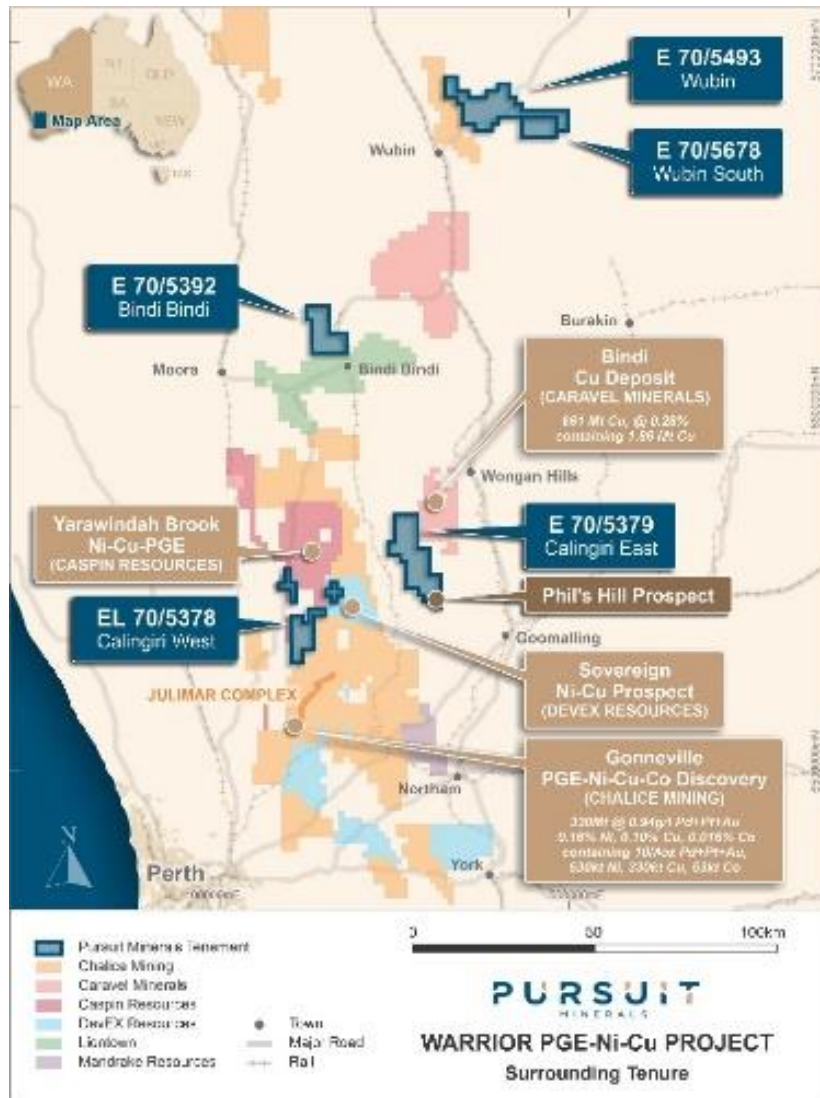 WA
NT
QLD
SA
NSW
Map Area
E 70/5493
Wubin
E 70/5678
Wubin South
Wubin
E 70/5392
Bindi Bindi
Burakin
Moora
Bindi Bindi
Bindi
Cu Deposit
(CARAVEL MINERALS)
Wongan Hills
Yarawindah Brook
Ni-Cu-PGE
(CASPIN RESOURCES)
E 70/5379
Calingiri East
Phil's Hill Prospect
EL 70/5378
Calingiri West
Goomalling
JULIMAR COMPLEX
Sovereign
Ni-Cu Prospect
(DEVEX RESOURCES)
Gonneville
PGE-Ni-Cu-Co Discovery
(CHALICE MINING)
Northam
York
N
Perth
Pursuit Minerals Tenement
Chalice Mining
Caravel Minerals
Caspin Resources
DevEX Resources
Liontown
Mandrake Resources
Town
Major Road
Rail
0 50 100km
PURSUIT
MINERALS
WARRIOR PGE-Ni-Cu PROJECT
Surrounding Tenure